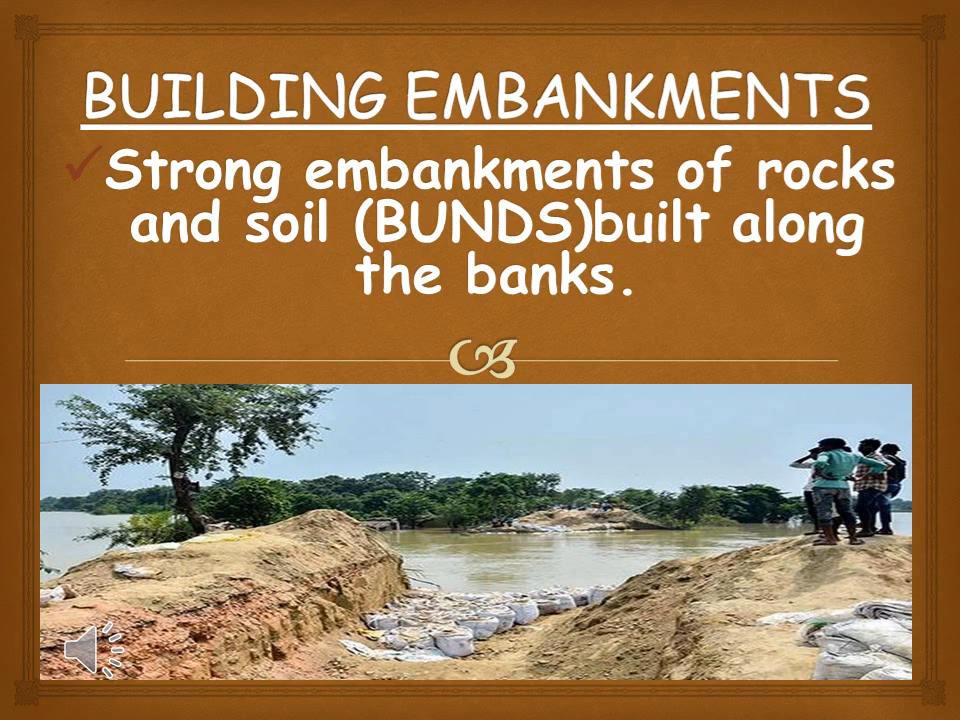 BUILDING EMBANKMENTS
✓Strong embankments of rocks
and soil (BUNDS)built along
the banks.